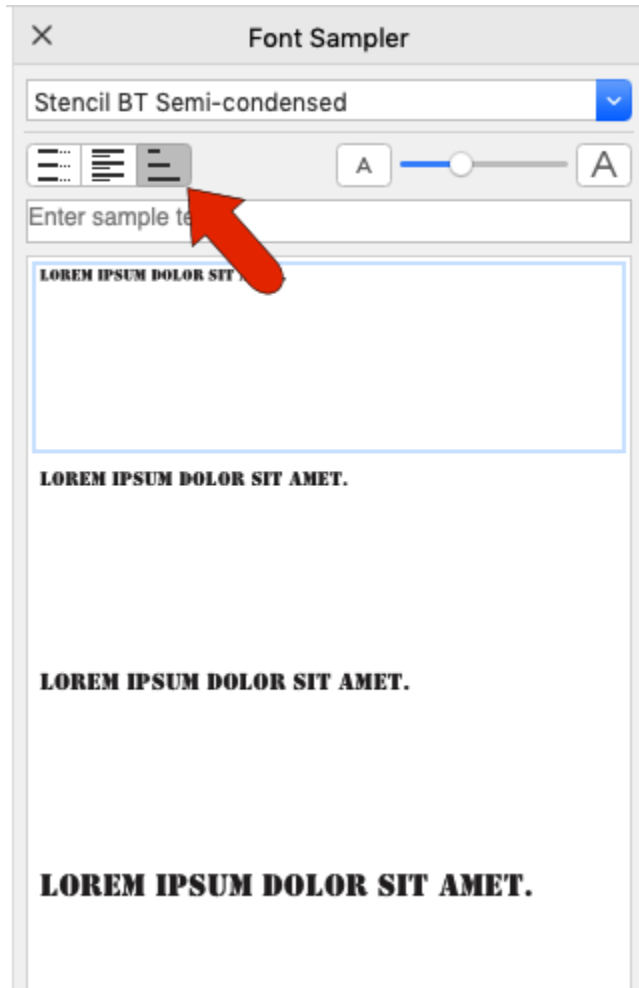 Font Sampler
Stencil BT Semi-condensed
A A
Enter sample
LOREM IPSUM DOLOR SIT
LOREM IPSUM DOLOR SIT AMET.
LOREM IPSUM DOLOR SIT AMET.
LOREM IPSUM DOLOR SIT AMET.